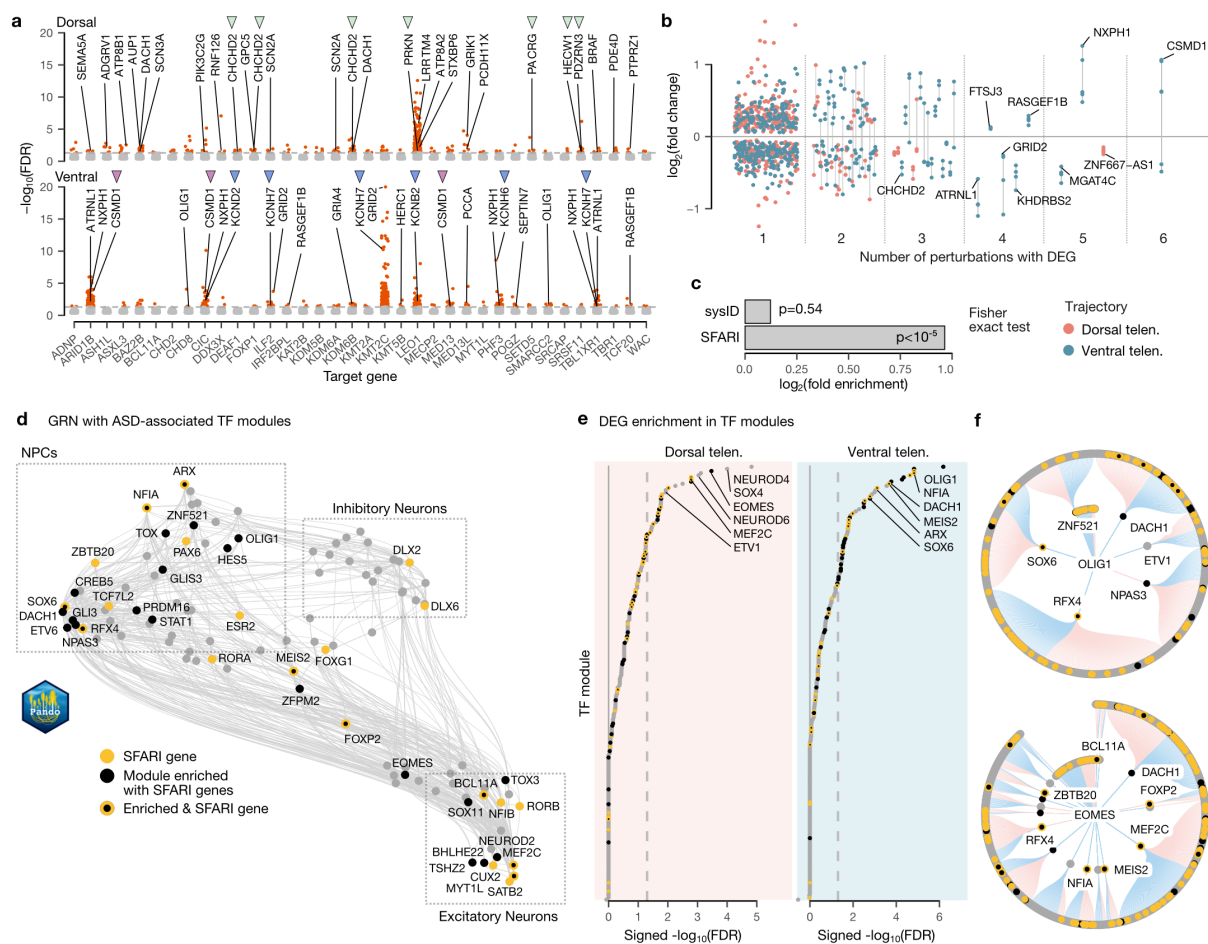 a
Dorsal
SEMA5A
ADGRV1
ATP8B1
AUP1
DACH1
SCN3A
PIK3C2G
RNF126
CHCHD2
GPC5
CHCHD2
SCN2A
SCN2A
CHCHD2
DACH1
PRKN
LRRTM4
ATP8A2
STXBP6
GRIK1
PCDH11X
PACRG
HECW1
PDZRN3
BRAF
PDE4D
PTPRZ1
20
15
10
5
0
−log10(FDR)
Ventral
ATRNL1
NXPH1
CSMD1
OLIG1
CSMD1
NXPH1
KCND2
KCNH7
GRID2
RASGEF1B
GRIA4
KCNH7
GRID2
HERC1
KCNB2
CSMD1
PCCA
NXPH1
KCNH6
SEPTIN7
OLIG1
NXPH1
KCNH7
ATRNL1
RASGEF1B
20
15
10
5
0
ADNP
ARID1B
ASH1L
ASXL3
BAZ2B
BCL11A
CHD2
CHD8
CIC
DDX3X
DEAF1
FOXP1
ILF2
IRF2BPL
KAT2B
KDM5B
KDM6A
KDM6B
KMT2A
KMT2C
KMT5B
LEO1
MECP2
MED13
MED13L
MYT1L
PHF3
POGZ
SETD5
SMARCC2
SRCAP
SRSF11
TBL1XR1
TBR1
TCF20
WAC
Target gene
b
log2(fold change)
1
0
−1
NXPH1
CSMD1
FTSJ3
RASGEF1B
GRID2
CHCHD2
ATRNL1
KHDRBS2
MGAT4C
ZNF667−AS1
1
2
3
4
5
6
Number of perturbations with DEG
c
sysID
p=0.54
SFARI
p<10-5
Fisher
exact test
0.0
0.25
0.50
0.75
1.0
log2(fold enrichment)
Trajectory
Dorsal telen.
Ventral telen.
d
GRN with ASD-associated TF modules
NPCs
ARX
NFIA
ZNF521
TOX
OLIG1
PAX6
HES5
ZBTB20
GLIS3
CREB5
SOX6
TCF7L2
DACH1
GLI3
PRDM16
ETV6
RFX4
STAT1
NPAS3
ESR2
RORA
Inhibitory Neurons
DLX2
DLX6
FOXG1
MEIS2
ZFPM2
FOXP2
EOMES
TOX3
BCL11A
RORB
SOX11
NFIB
NEUROD2
BHLHE22
MEF2C
TSHZ2
CUX2
MYT1L
SATB2
Excitatory Neurons
Pando
SFARI gene
Module enriched
with SFARI genes
Enriched & SFARI gene
e
DEG enrichment in TF modules
Dorsal telen.
NEUROD4
SOX4
EOMES
NEUROD6
MEF2C
ETV1
Ventral telen.
OLIG1
NFIA
DACH1
MEIS2
ARX
SOX6
TF module
0
1
2
3
4
5
Signed -log10(FDR)
0
2
4
6
Signed -log10(FDR)
f
ZNF521
DACH1
SOX6
OLIG1
ETV1
NPAS3
RFX4
BCL11A
DACH1
ZBTB20
FOXP2
EOMES
RFX4
MEF2C
NFIA
MEIS2